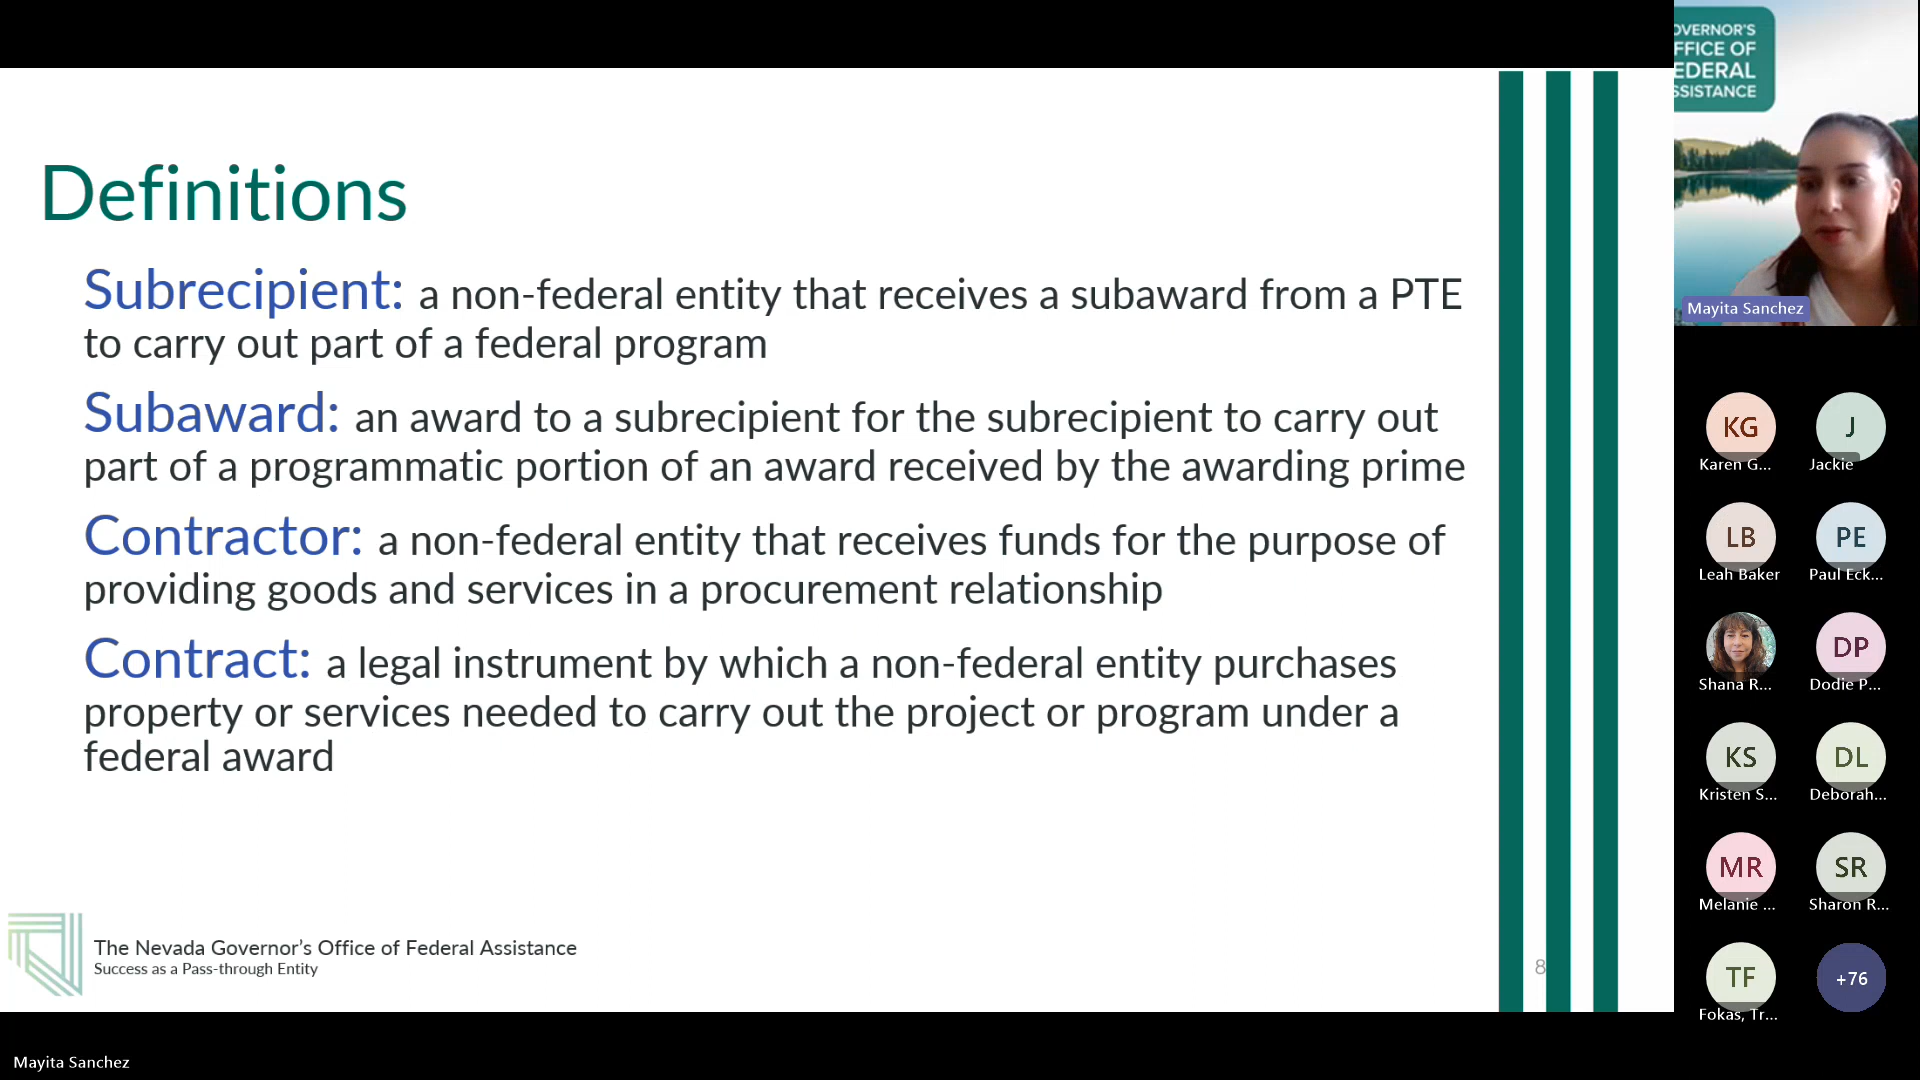 Definitions
Subrecipient: a non-federal entity that receives a subaward from a PTE
to carry out part of a federal program
Subaward: an award to a subrecipient for the subrecipient to carry out
part of a programmatic portion of an award received by the awarding prime
Contractor: a non-federal entity that receives funds for the purpose of
providing goods and services in a procurement relationship
Contract: a legal instrument by which a non-federal entity purchases
property or services needed to carry out the project or program under a
federal award
The Nevada Governor’s Office of Federal Assistance
Success as a Pass-through Entity
8
Mayita Sanchez
OVERNOR'S
FFICE OF
EDERAL
SSISTANCE
Mayita Sanchez
KG
Karen G...
J
Jackie
LB
Leah Baker
PE
Paul Eck...
Shana R...
DP
Dodie P...
KS
Kristen S...
DL
Deborah...
MR
Melanie ...
SR
Sharon R...
TF
Fokas, Tr...
+76